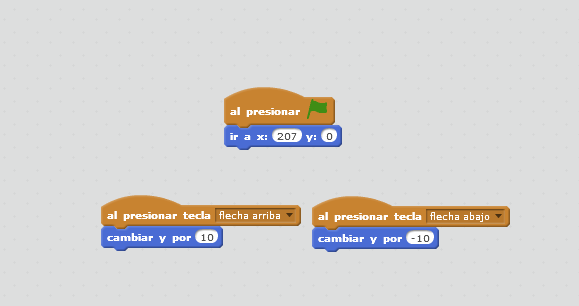 al presionar
ir a x: 207 y: 0
al presionar tecla flecha arriba
cambiar y por 10
al presionar tecla flecha abajo
cambiar y por -10